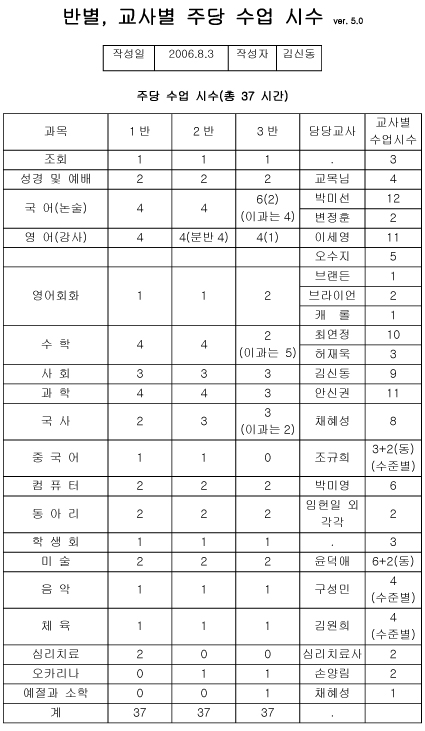 반별, 교사별 주당 수업 시수 ver. 5.0
작성일 2006.8.3 작성자 김신동
주당 수업 시수(총 37 시간)
과목 1 반 2 반 3 반 담당교사 교사별
수업시수
조회 1 1 1 . 3
성경 및 예배 2 2 2 교목님 4
국 어(논술) 4 4 6(2) 박미선 12
(이과는 4) 변정훈 2
영 어(강사) 4 4(분반 4) 4(1) 이세영 11
오수지 5
영어회화 1 1 2 브랜든 1
브라이언 2
캐 롤 1
수 학 4 4 2 최연정 10
(이과는 5) 허재욱 3
사 회 3 3 3 김신동 9
과 학 4 4 3 안신권 11
국 사 2 3 3 채혜성 8
(이과는 2)
중 국 어 1 1 0 조규희 3+2(동)
(수준별)
컴 퓨 터 2 2 2 박미영 6
동 아 리 2 2 2 임헌일 외 2
각각
학 생 회 1 1 1 . 3
미 술 2 2 2 윤덕애 6+2(동)
음 악 1 1 1 구성민 4
(수준별)
체 육 1 1 1 김원희 4
(수준별)
심리치료 2 0 0 심리치료사 2
오카리나 0 1 1 손양림 2
예절과 소학 0 0 1 채혜성 1
계 37 37 37 .